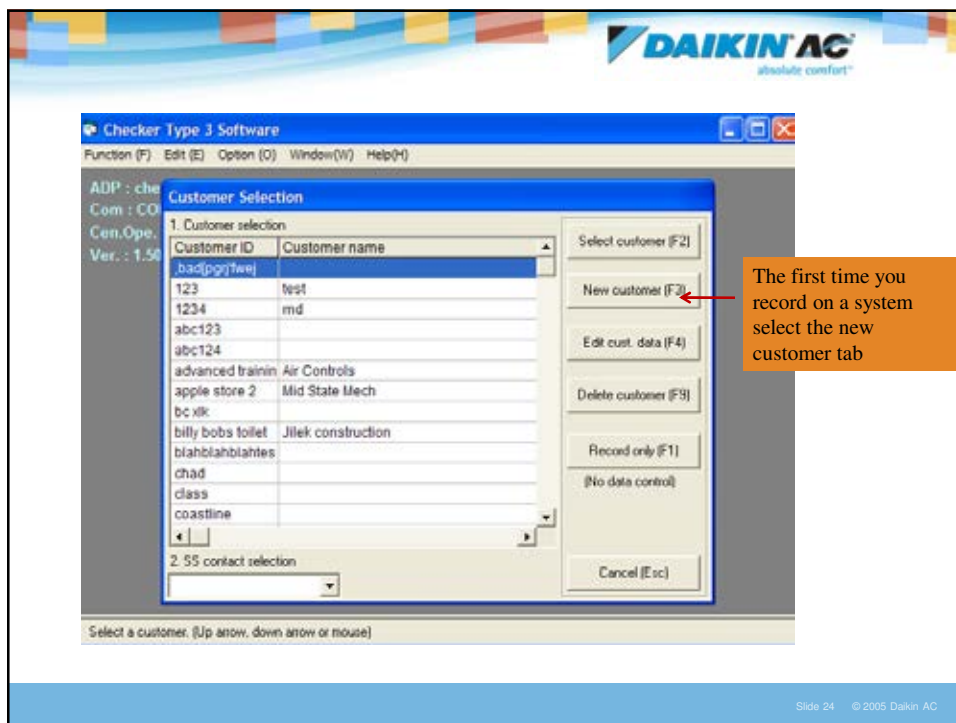 DAIKIN AC
absolute comfort
Checker Type 3 Software
Function (F) Edit (E) Option (O) Window(W) Help(H)
ADP : che
Com : CO
Cen.Ope.
Ver. : 1.50
Customer Selection
1. Customer selection
Customer ID Customer name
123 test
1234 md
abc123
abc124
advanced trainin Air Controls
apple store 2 Mid State Mech
bc xlk
billy bobs toilet Jilek construction
blahblahblahtes
chad
class
coastline
2. SS contact selection
Select customer (F2)
New customer (F3)
Edit cust. data (F4)
Delete customer (F9)
Record only (F1)
(No data control)
Cancel (Esc)
The first time you
record on a system
select the new
customer tab
Select a customer. (Up arrow, down arrow or mouse)
Slide 24 © 2005 Daikin AC